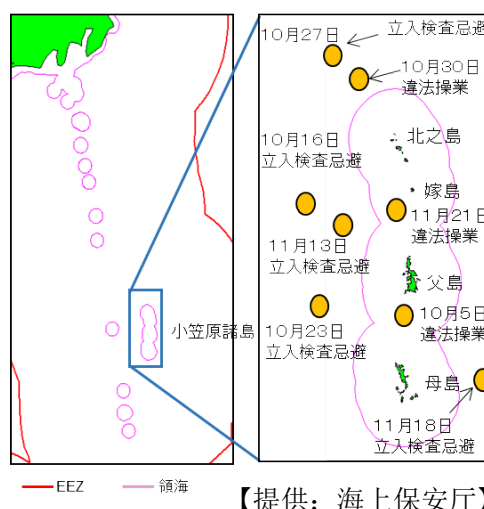 立入検査忌避
10月27日
10月30日
違法操業
北之島
10月16日
立入検査忌避
嫁島
11月21日
違法操業
11月13日
立入検査忌避
父島
小笠原諸島
10月5日
違法操業
10月23日
立入検査忌避
母島
11月18日
立入検査忌避
EEZ
領海
【提供：海上保安庁】